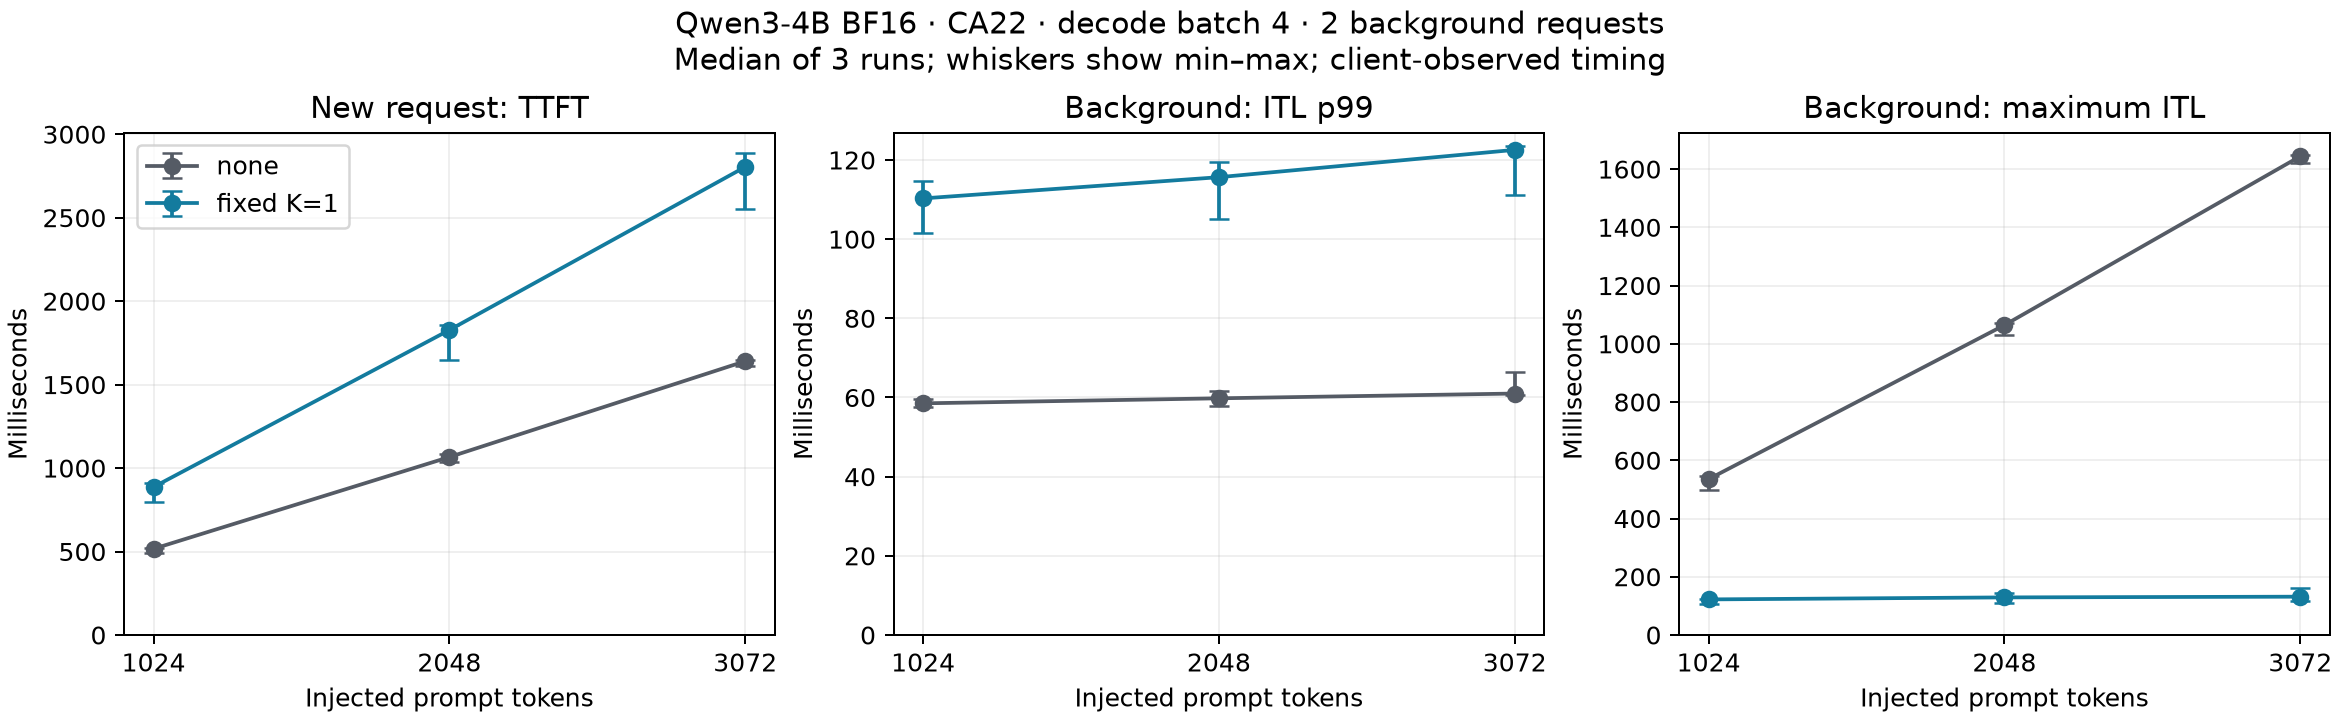 Qwen3-4B BF16 · CA22 · decode batch 4 · 2 background requests
Median of 3 runs; whiskers show min–max; client-observed timing
New request: TTFT
3000
2500
2000
1500
1000
500
0
Milliseconds
none
fixed K=1
1024
2048
3072
Injected prompt tokens
Background: ITL p99
120
100
80
60
40
20
0
Milliseconds
1024
2048
3072
Injected prompt tokens
Background: maximum ITL
1600
1400
1200
1000
800
600
400
200
0
Milliseconds
1024
2048
3072
Injected prompt tokens